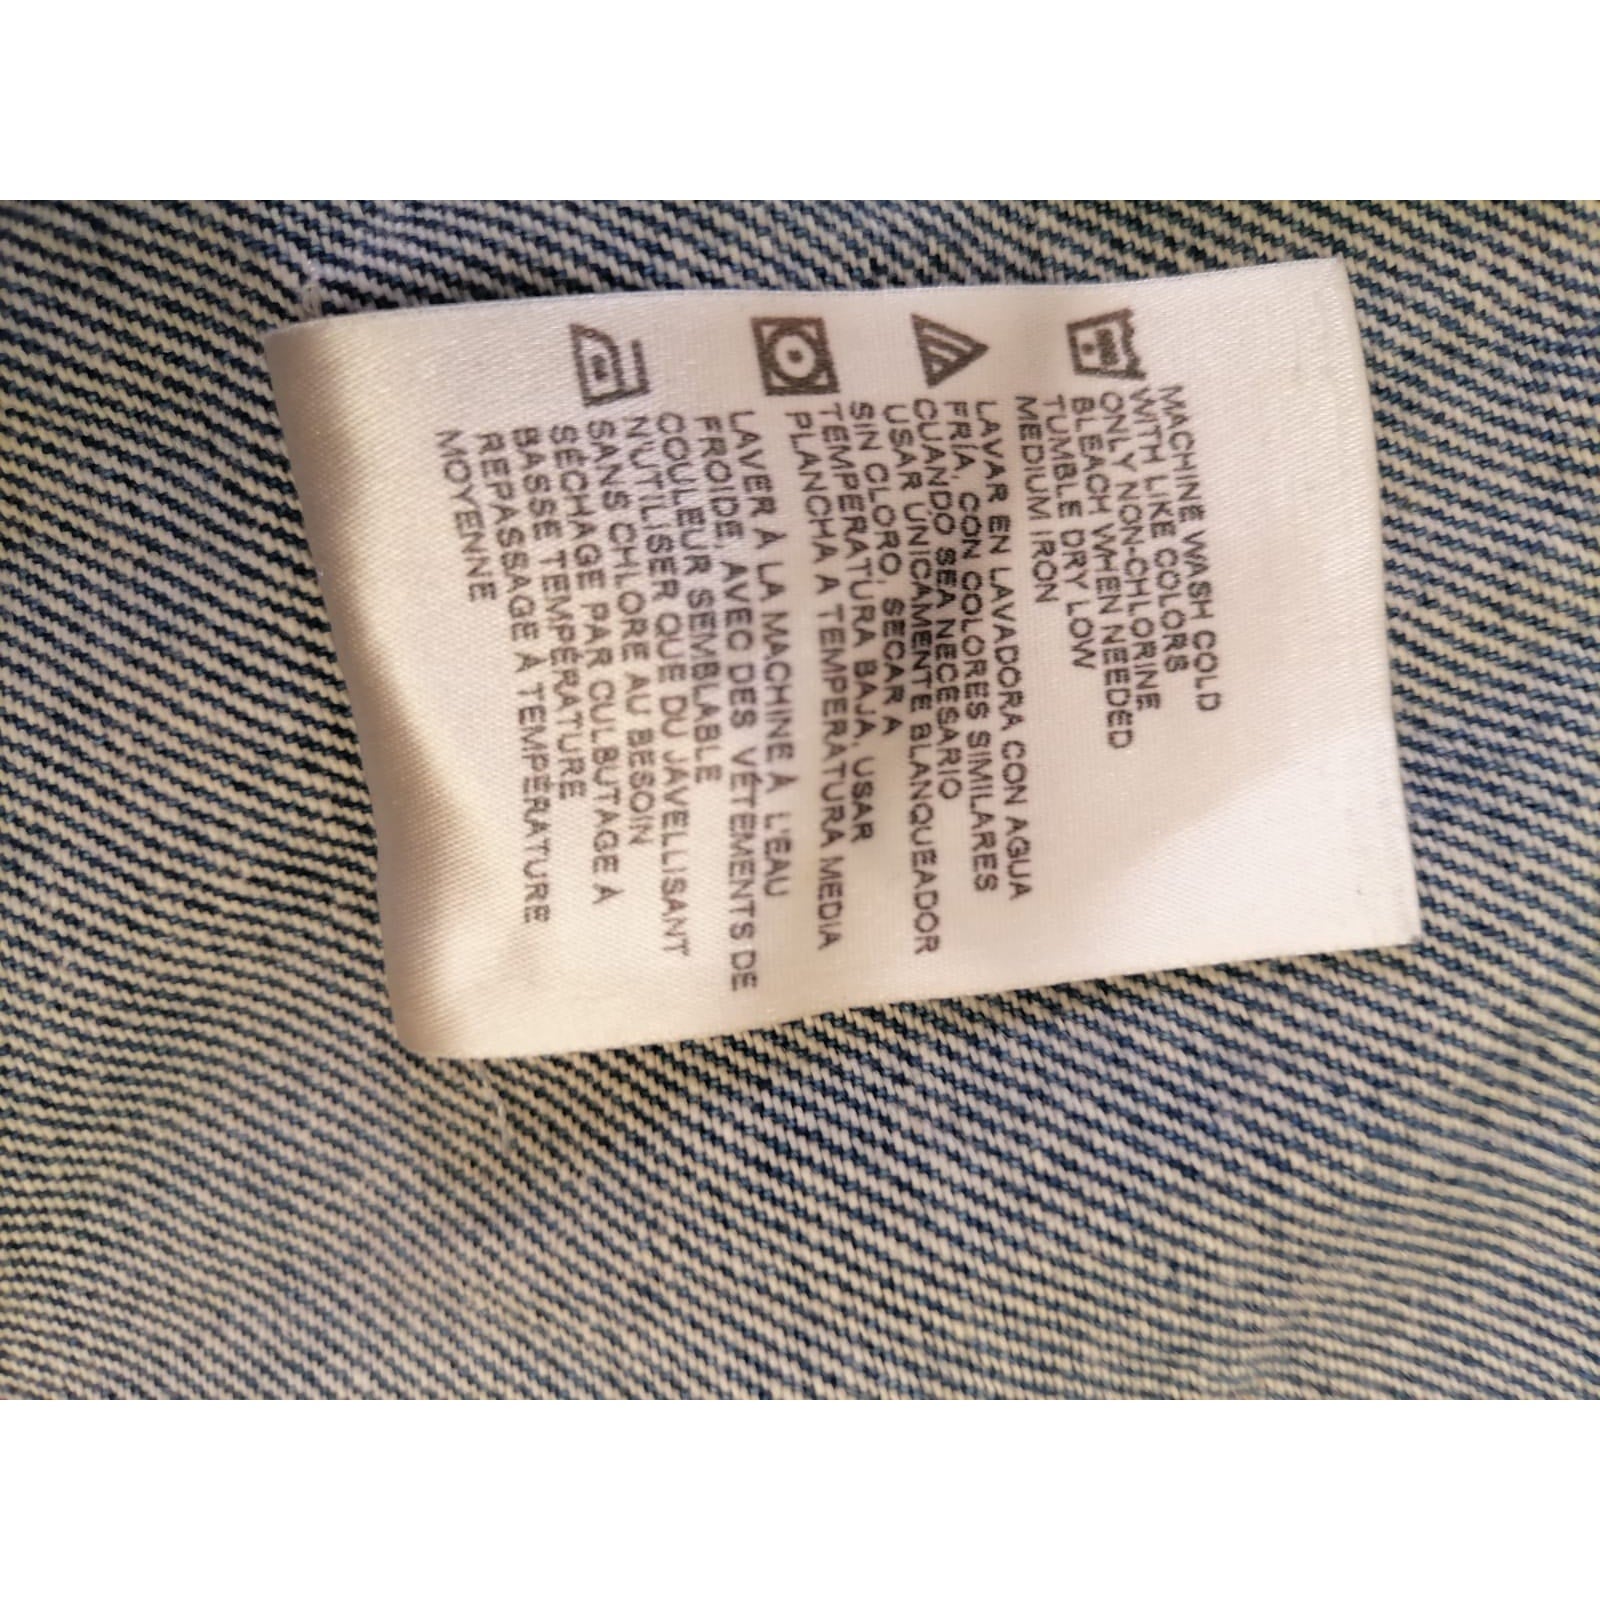 MACHINE WASH COLD
WITH LIKE COLORS
ONLY NON-CHLORINE
BLEACH WHEN NEEDED
TUMBLE DRY LOW
MEDIUM IRON
LAVAR EN LAVADORA CON AGUA
FRÍA, CON COLORES SIMILARES
CUANDO SEA NECESARIO
USAR UNICAMENTE BLANQUEADOR
SIN CLORO, SECAR A
TEMPERATURA BAJA, USAR
PLANCHA A TEMPERATURA MEDIA
LAVER À LA MACHINE À L'EAU
FROIDE, AVEC DES VÊTEMENTS DE
COULEUR SEMBLABLE
N'UTILISER QUE DU JAVELLISANT
SANS CHLORE AU BESOIN
SÉCHAGE PAR CULBUTAGE À
BASSE TEMPÉRATURE
REPASSAGE À TEMPÉRATURE
MOYENNE